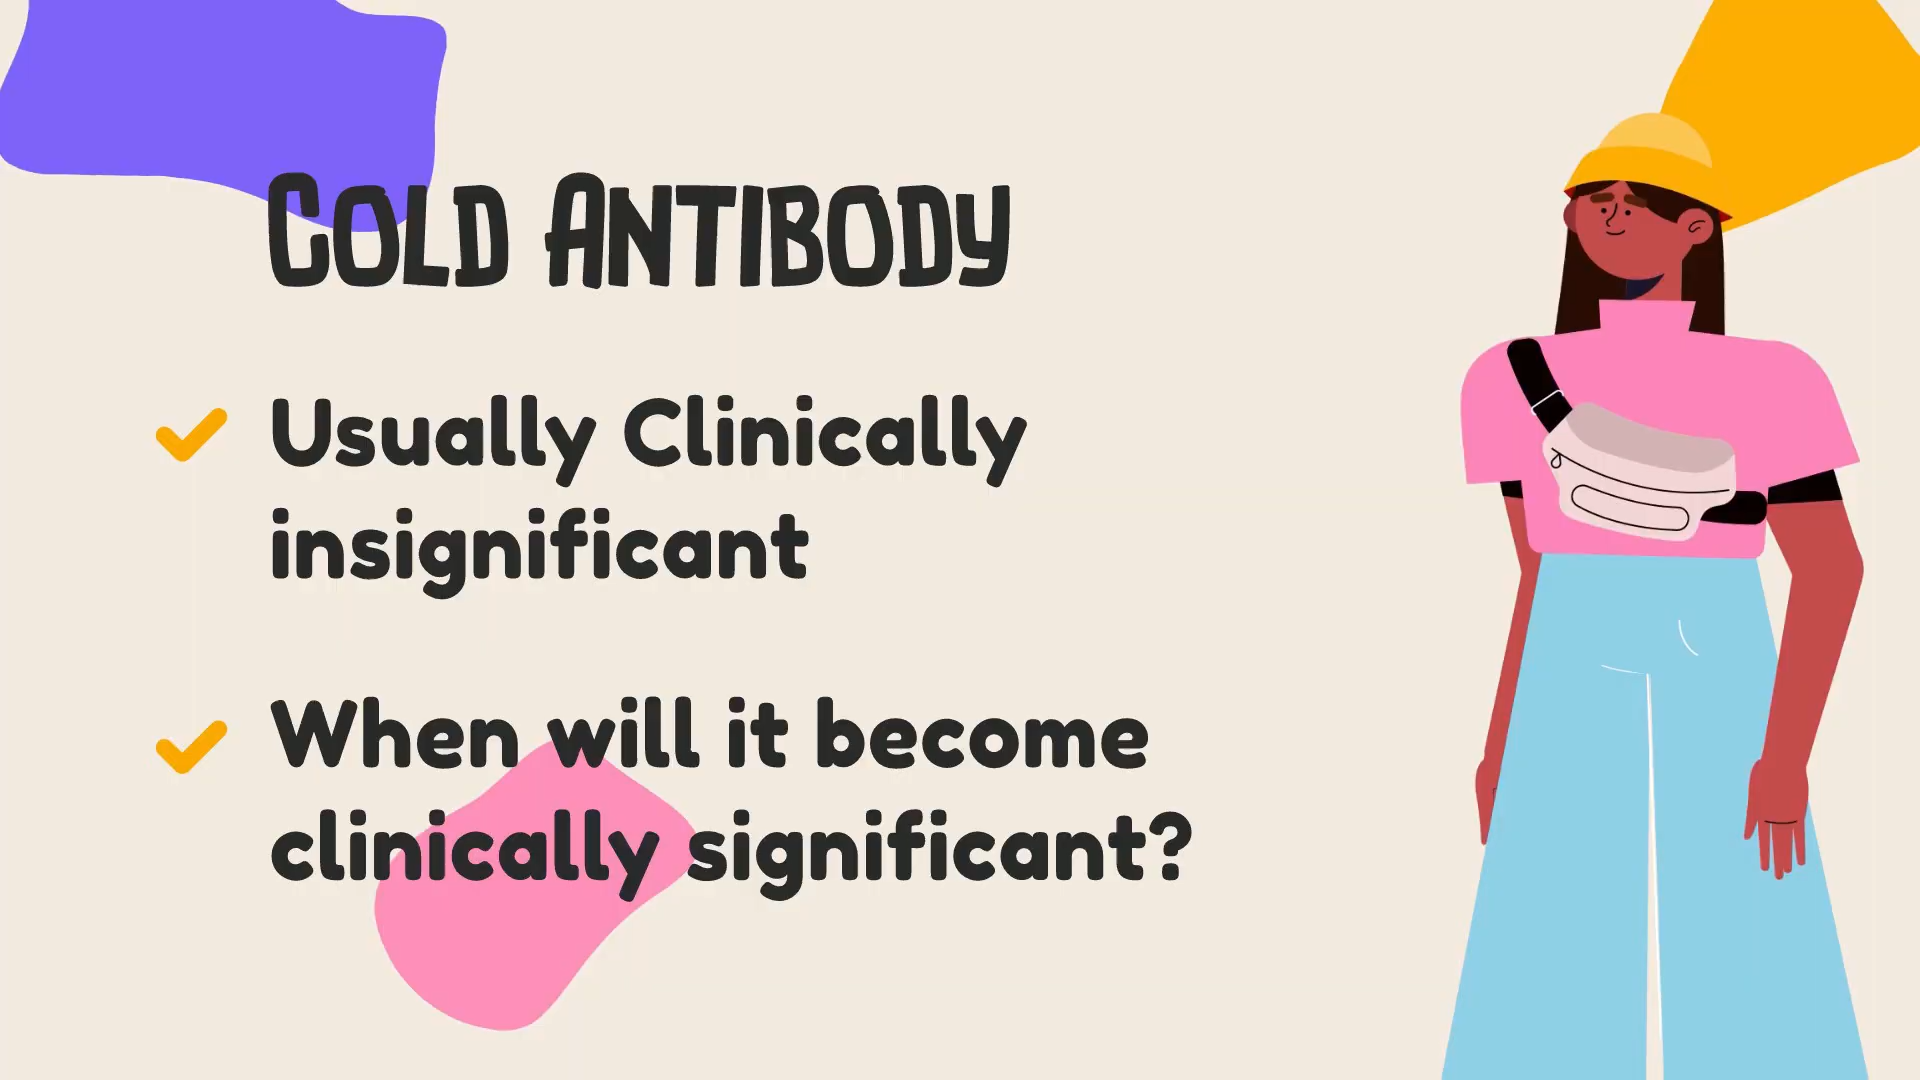 Cold Antibody
Usually Clinically
insignificant
When will it become
clinically significant?